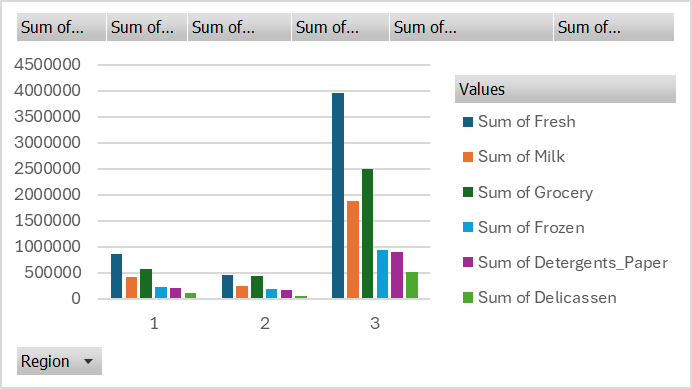 Sum of... Sum of... Sum of... Sum of... Sum of... Sum of...
4500000
4000000
3500000
3000000
2500000
2000000
1500000
1000000
500000
0
1 2 3
Values
Sum of Fresh
Sum of Milk
Sum of Grocery
Sum of Frozen
Sum of Detergents_Paper
Sum of Delicassen
Region